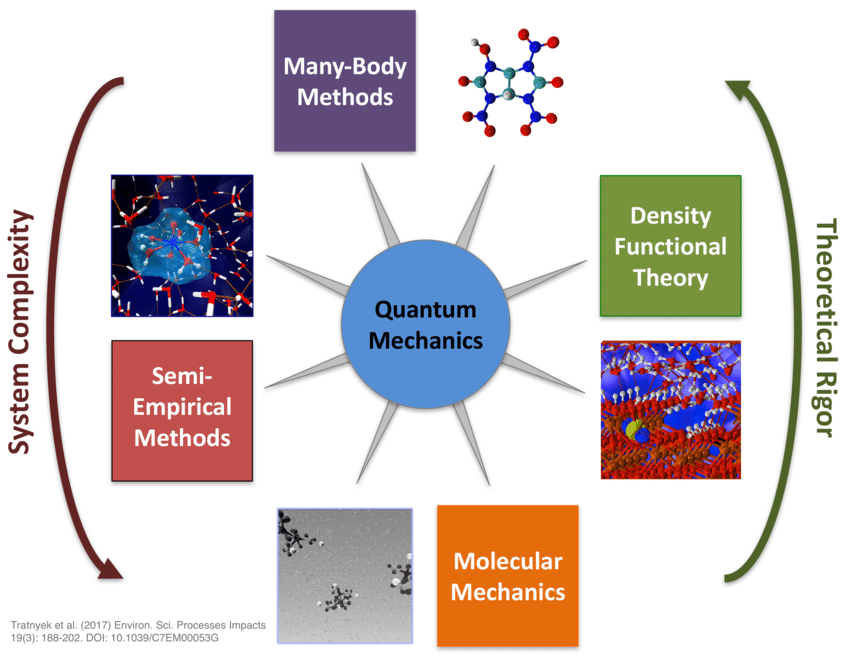 Many-Body
Methods
Density
Functional
Theory
System Complexity
Theoretical Rigor
Quantum
Mechanics
Semi-
Empirical
Methods
Molecular
Mechanics
Tratnyek et al. (2017) Environ. Sci. Processes Impacts
19(3): 188-202. DOI: 10.1039/C7EM00053G